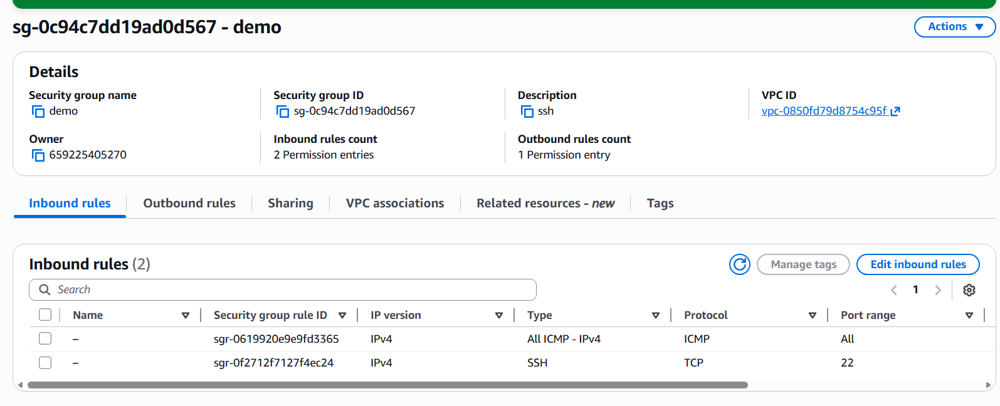 sg-0c94c7dd19ad0d567 - demo
Actions
Details
Security group name
demo
Security group ID
sg-0c94c7dd19ad0d567
Description
ssh
VPC ID
vpc-0850fd79d8754c95f
Owner
659225405270
Inbound rules count
2 Permission entries
Outbound rules count
1 Permission entry
Inbound rules
Outbound rules
Sharing
VPC associations
Related resources - new
Tags
Inbound rules (2)
Manage tags
Edit inbound rules
Search
1
Name Security group rule ID IP version Type Protocol Port range
– sgr-0619920e9e9fd3365 IPv4 All ICMP - IPv4 ICMP All
– sgr-0f2712f7127f4ec24 IPv4 SSH TCP 22